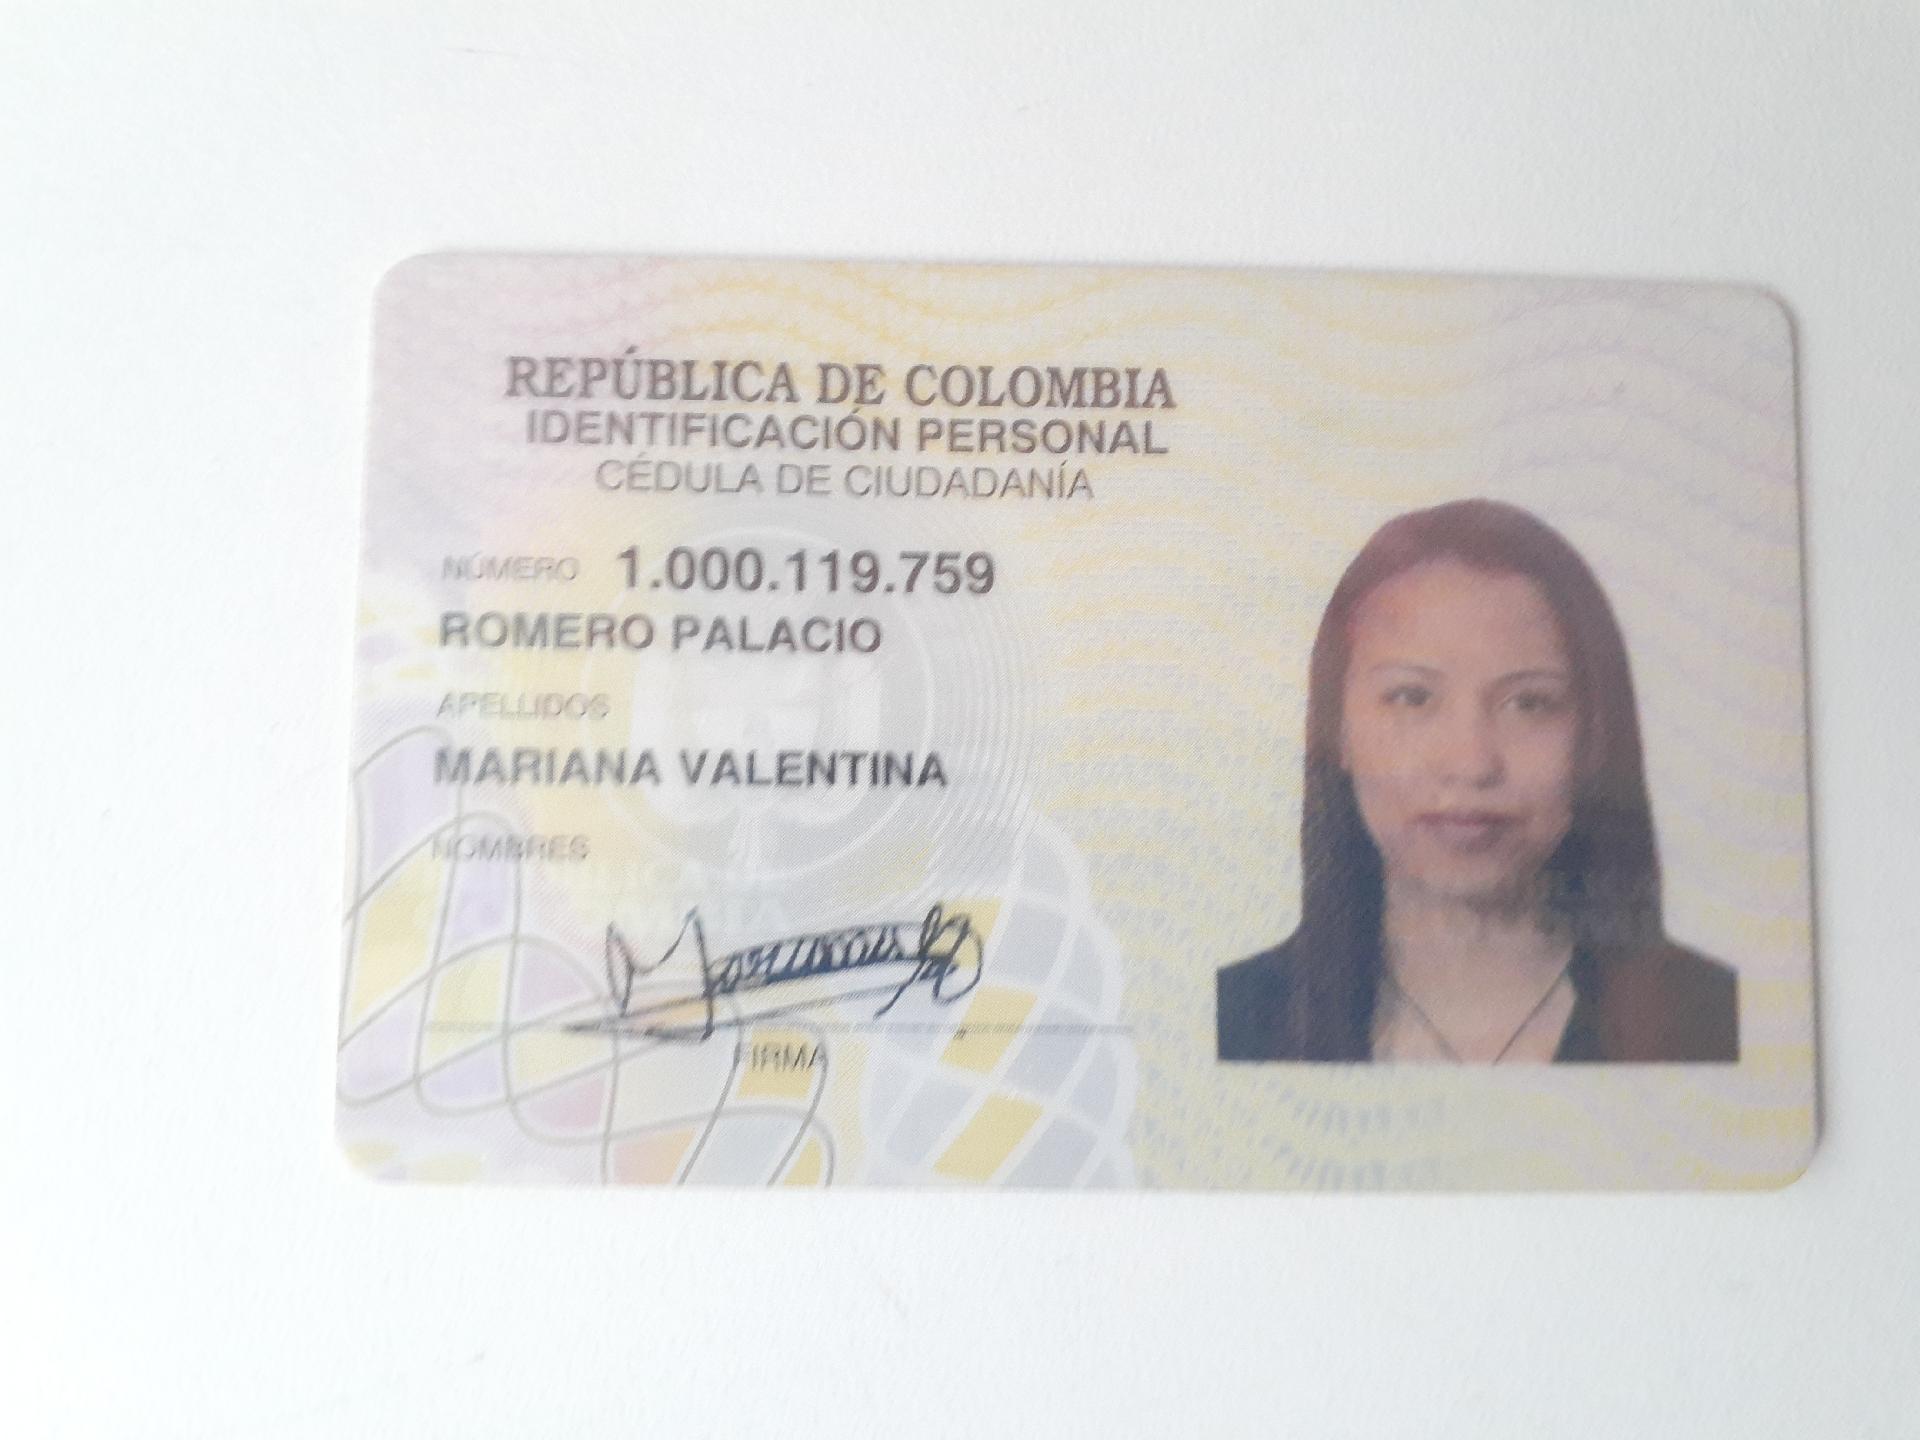 REPÚBLICA DE COLOMBIA
IDENTIFICACIÓN PERSONAL
CÉDULA DE CIUDADANÍA
NÚMERO 1.000.119.759
ROMERO PALACIO
APELLIDOS
MARIANA VALENTINA
NOMBRES
FIRMA